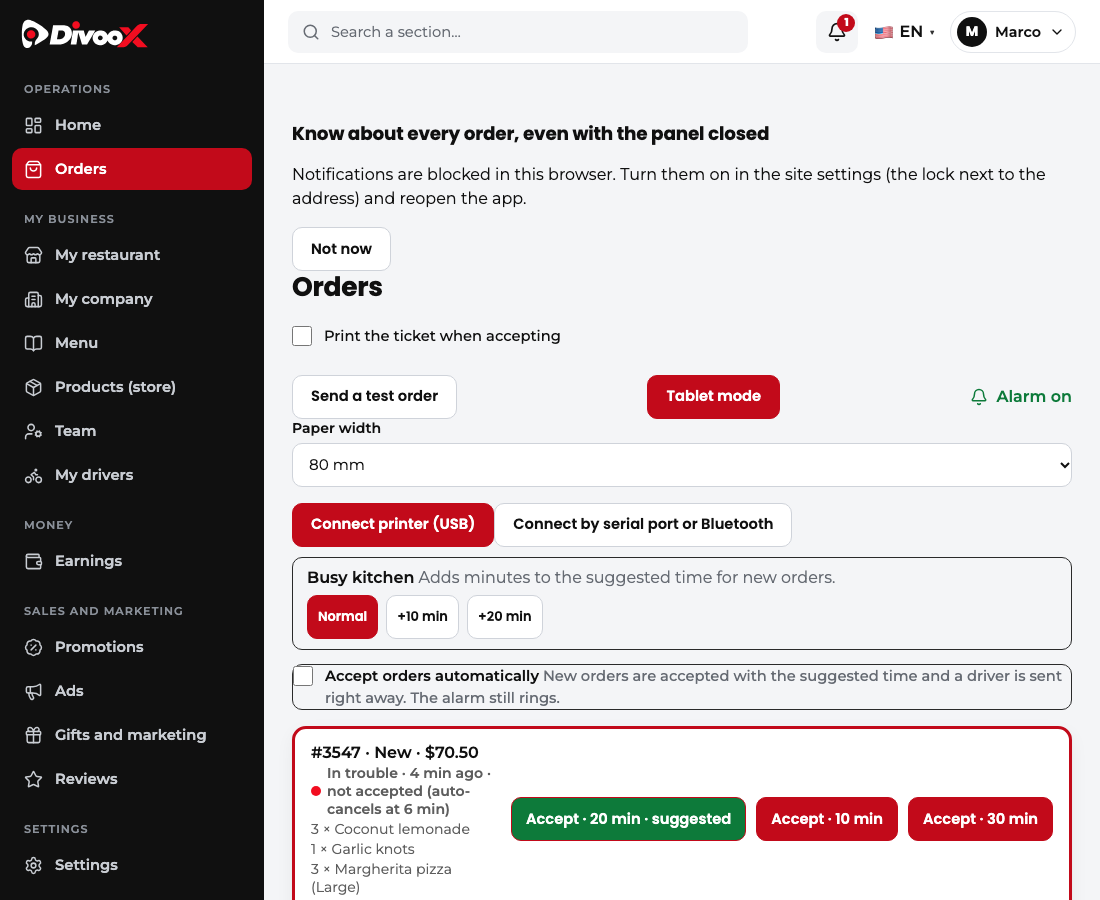 DivooX
OPERATIONS
Home
Orders
MY BUSINESS
My restaurant
My company
Menu
Products (store)
Team
My drivers
MONEY
Earnings
SALES AND MARKETING
Promotions
Ads
Gifts and marketing
Reviews
SETTINGS
Settings
Search a section...
1
EN
M
Marco
Know about every order, even with the panel closed
Notifications are blocked in this browser. Turn them on in the site settings (the lock next to the
address) and reopen the app.
Not now
Orders
Print the ticket when accepting
Send a test order
Tablet mode
Alarm on
Paper width
80 mm
Connect printer (USB)
Connect by serial port or Bluetooth
Busy kitchen Adds minutes to the suggested time for new orders.
Normal
+10 min
+20 min
Accept orders automatically New orders are accepted with the suggested time and a driver is sent
right away. The alarm still rings.
#3547 · New · $70.50
In trouble · 4 min ago ·
not accepted (auto-
cancels at 6 min)
3 × Coconut lemonade
1 × Garlic knots
3 × Margherita pizza
(Large)
Accept · 20 min · suggested
Accept · 10 min
Accept · 30 min